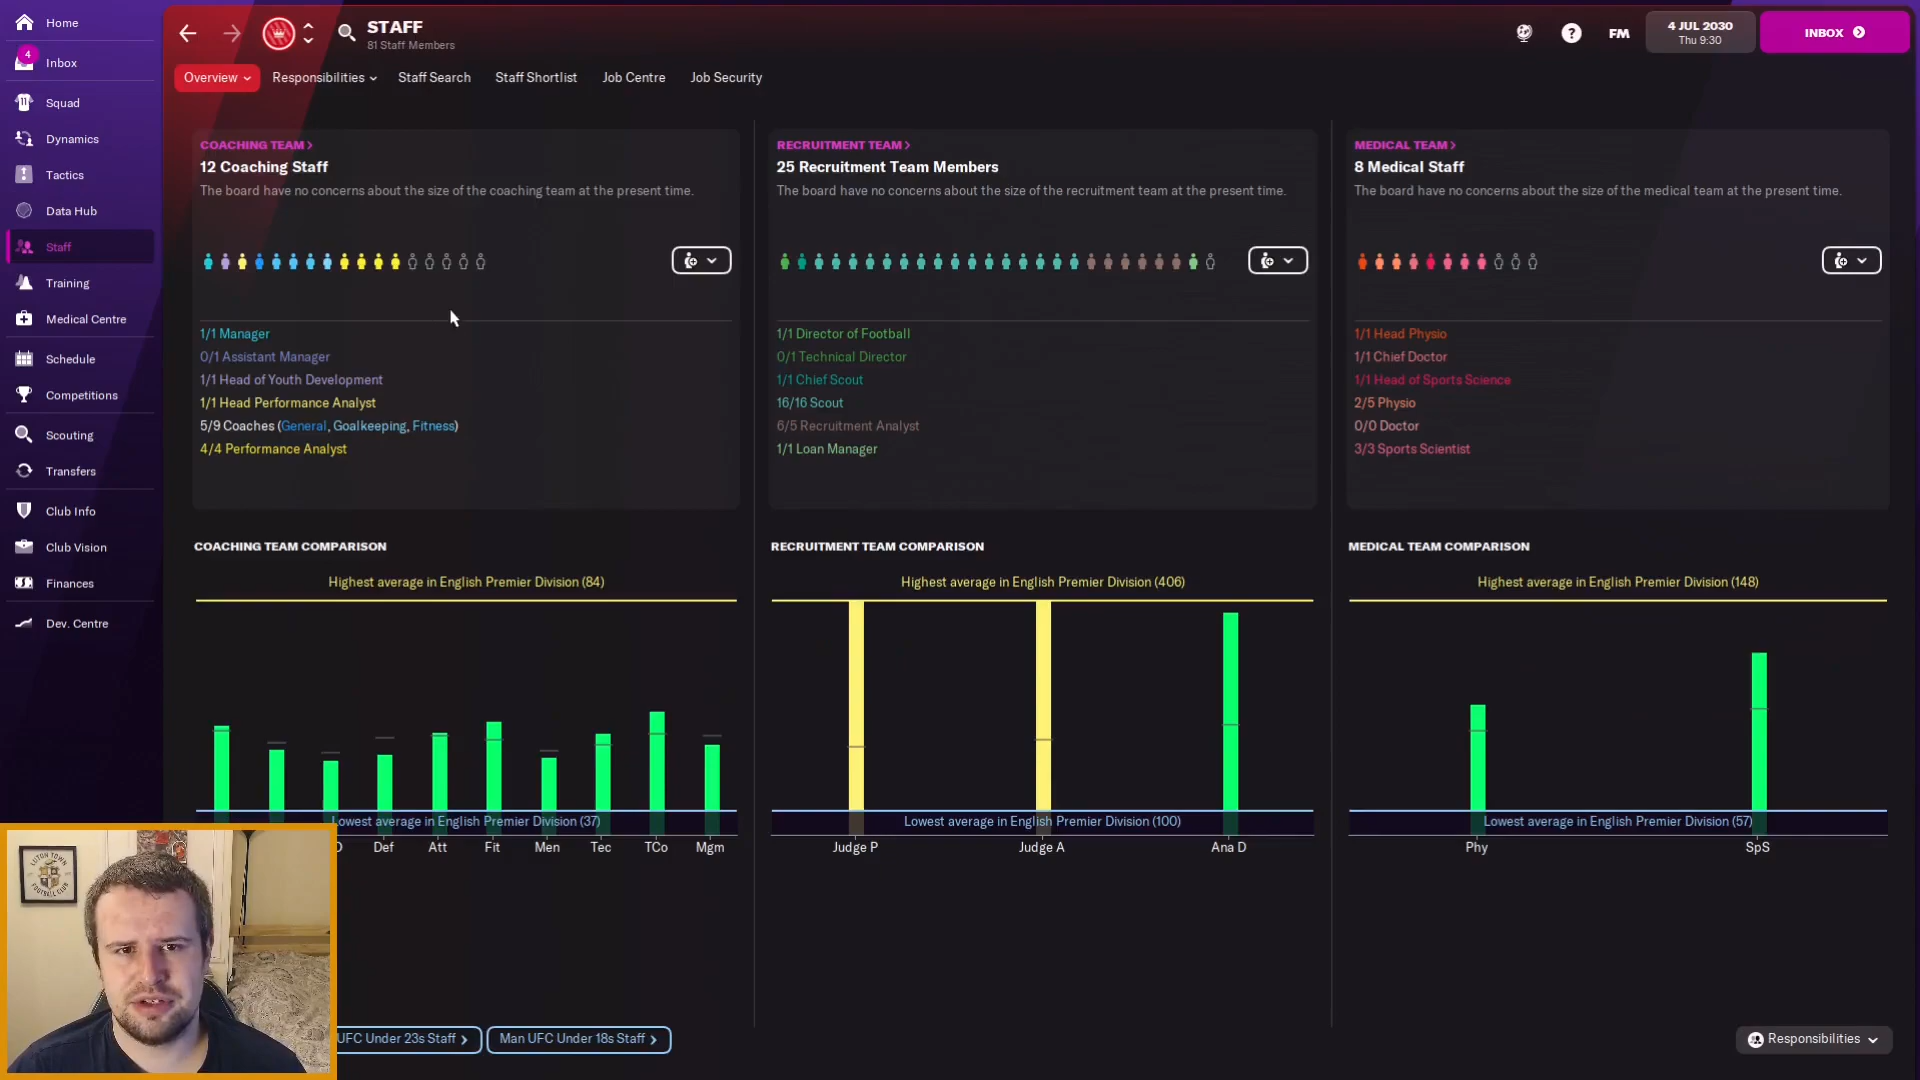 Home
4
Inbox
Squad
Dynamics
Tactics
Data Hub
Staff
Training
Medical Centre
Schedule
Competitions
Scouting
Transfers
Club Info
Club Vision
Finances
Dev. Centre
STAFF
81 Staff Members
FM
4 JUL 2030
Thu 9:30
INBOX
Overview
Responsibilities
Staff Search
Staff Shortlist
Job Centre
Job Security
COACHING TEAM >
12 Coaching Staff
The board have no concerns about the size of the coaching team at the present time.
1/1 Manager
0/1 Assistant Manager
1/1 Head of Youth Development
1/1 Head Performance Analyst
5/9 Coaches (General, Goalkeeping, Fitness)
4/4 Performance Analyst
RECRUITMENT TEAM >
25 Recruitment Team Members
The board have no concerns about the size of the recruitment team at the present time.
1/1 Director of Football
0/1 Technical Director
1/1 Chief Scout
16/16 Scout
6/5 Recruitment Analyst
1/1 Loan Manager
MEDICAL TEAM >
8 Medical Staff
The board have no concerns about the size of the medical team at the present time.
1/1 Head Physio
1/1 Chief Doctor
1/1 Head of Sports Science
2/5 Physio
0/0 Doctor
3/3 Sports Scientist
COACHING TEAM COMPARISON
Highest average in English Premier Division (84)
Lowest average in English Premier Division (37)
Def Att Fit Men Tec TCo Mgm
RECRUITMENT TEAM COMPARISON
Highest average in English Premier Division (406)
Lowest average in English Premier Division (100)
Judge P Judge A Ana D
MEDICAL TEAM COMPARISON
Highest average in English Premier Division (148)
Lowest average in English Premier Division (57)
Phy SpS
LUTON TOWN
FOOTBALL CLUB
UFC Under 23s Staff >
Man UFC Under 18s Staff >
Responsibilities